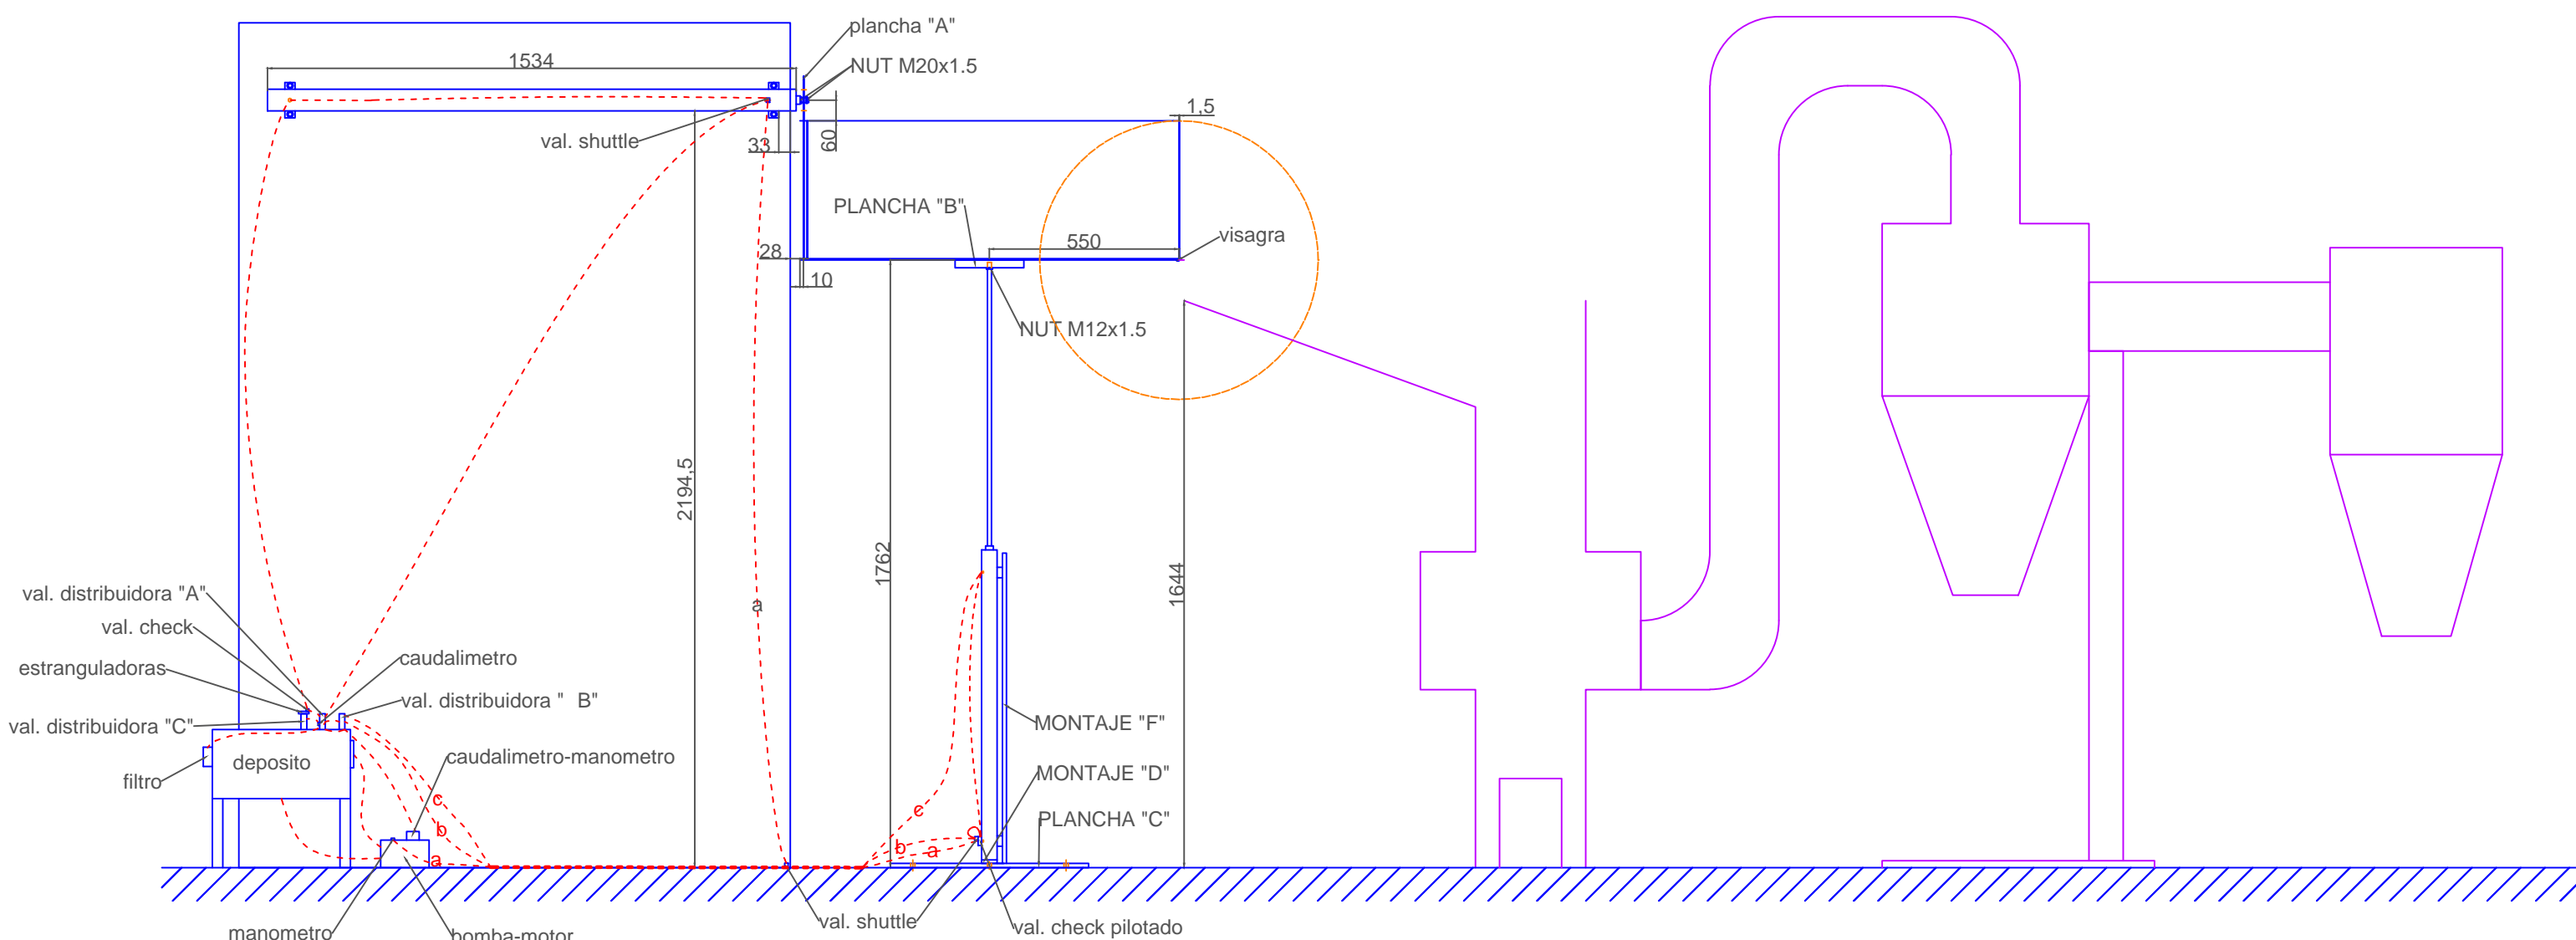 plancha "A"
NUT M20x1.5
1534
1,5
val. shuttle
33
60
PLANCHA "B"
550
visagra
28
10
NUT M12x1.5
2194,5
1762
1644
a
val. distribuidora "A"
val. check
estranguladoras
caudalimetro
val. distribuidora " B"
val. distribuidora "C"
MONTAJE "F"
deposito
caudalimetro-manometro
filtro
MONTAJE "D"
c
c
PLANCHA "C"
b
b
a
a
val. shuttle
val. check pilotado
manometro
bomba-motor